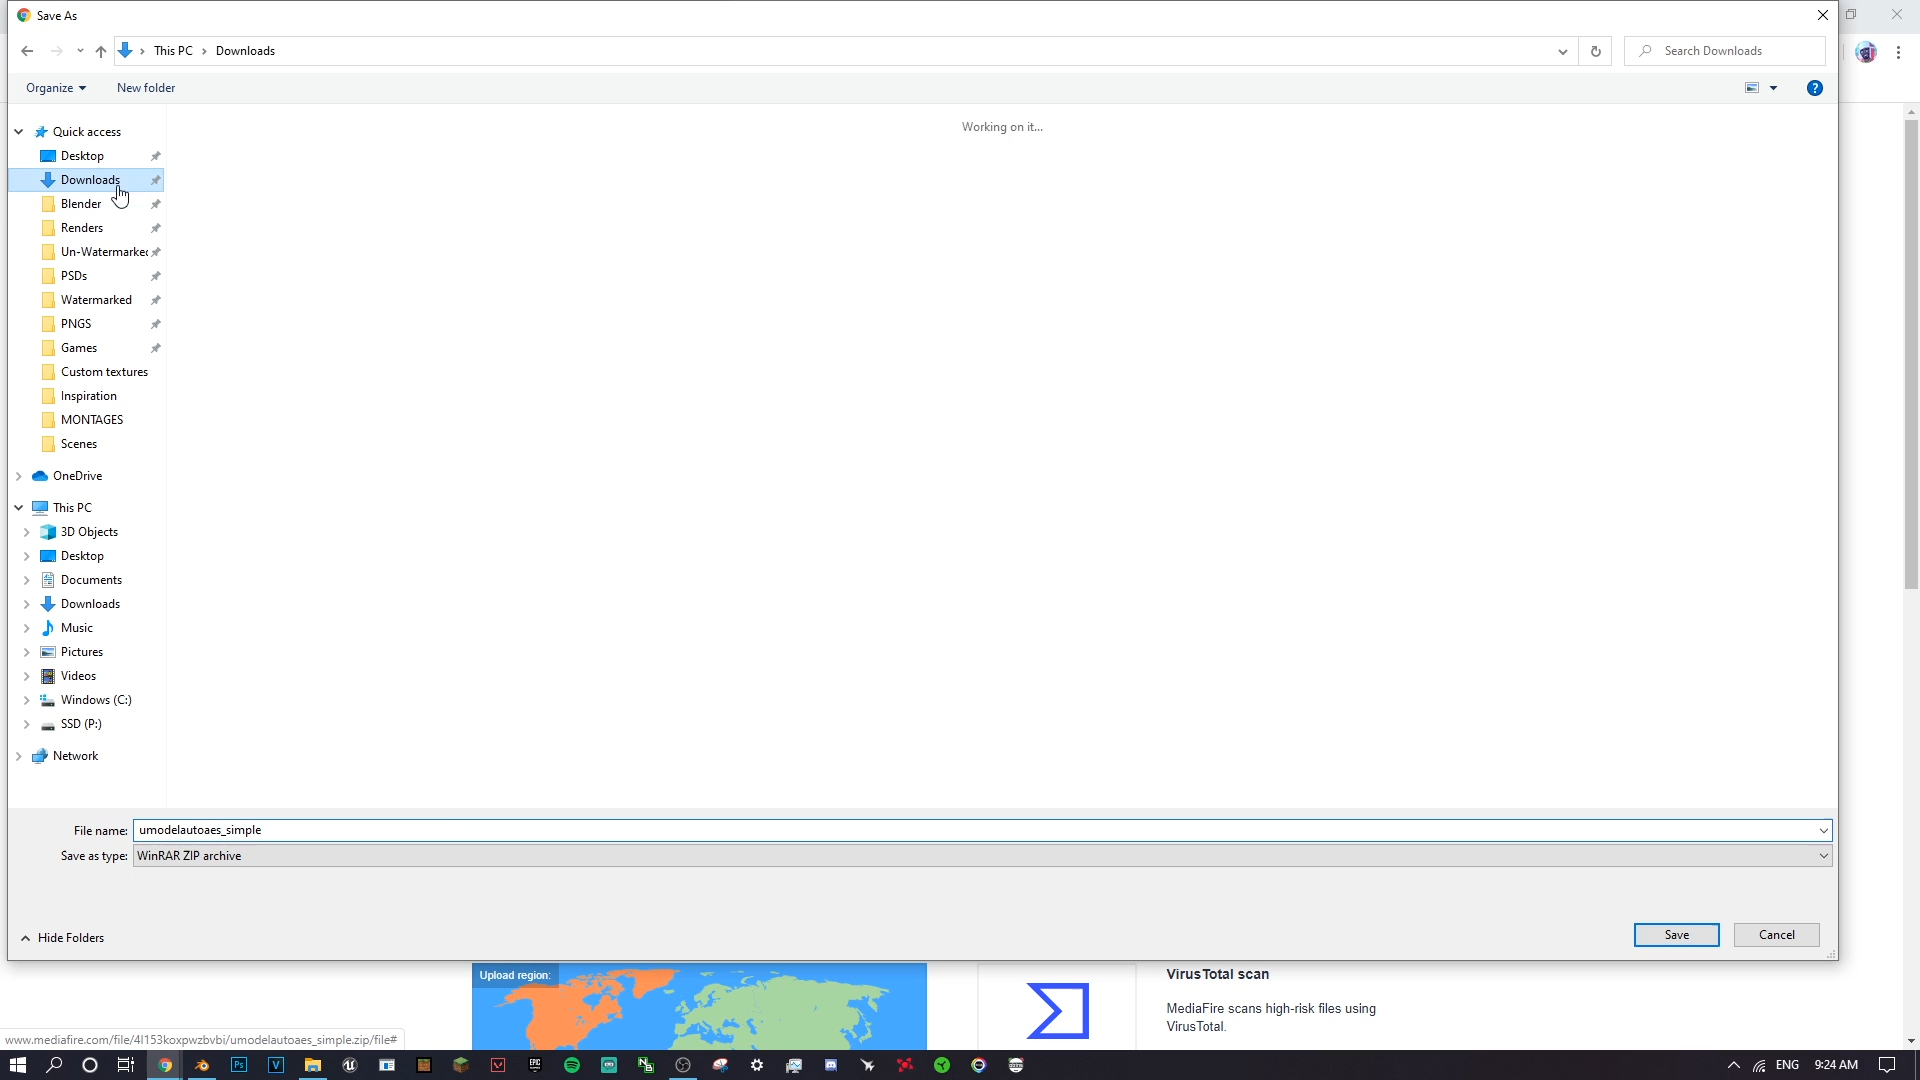 Save As
This PC
Downloads
Search Downloads
Organize
New folder
?
Working on it...
Quick access
Desktop
Downloads
Blender
Renders
Un-Watermarked
PSDs
Watermarked
PNGS
Games
Custom textures
Inspiration
MONTAGES
Scenes
OneDrive
This PC
3D Objects
Desktop
Documents
Downloads
Music
Pictures
Videos
Windows (C:)
SSD (P:)
Network
File name: umodelautoaes_simple
Save as type: WinRAR ZIP archive
Hide Folders
Save
Cancel
Upload region:
VirusTotal scan
MediaFire scans high-risk files using
VirusTotal.
www.mediafire.com/file/4l153koxpwzbvbi/umodelautoaes_simple.zip/file#
Ps
V
EPIC
ENG
9:24 AM